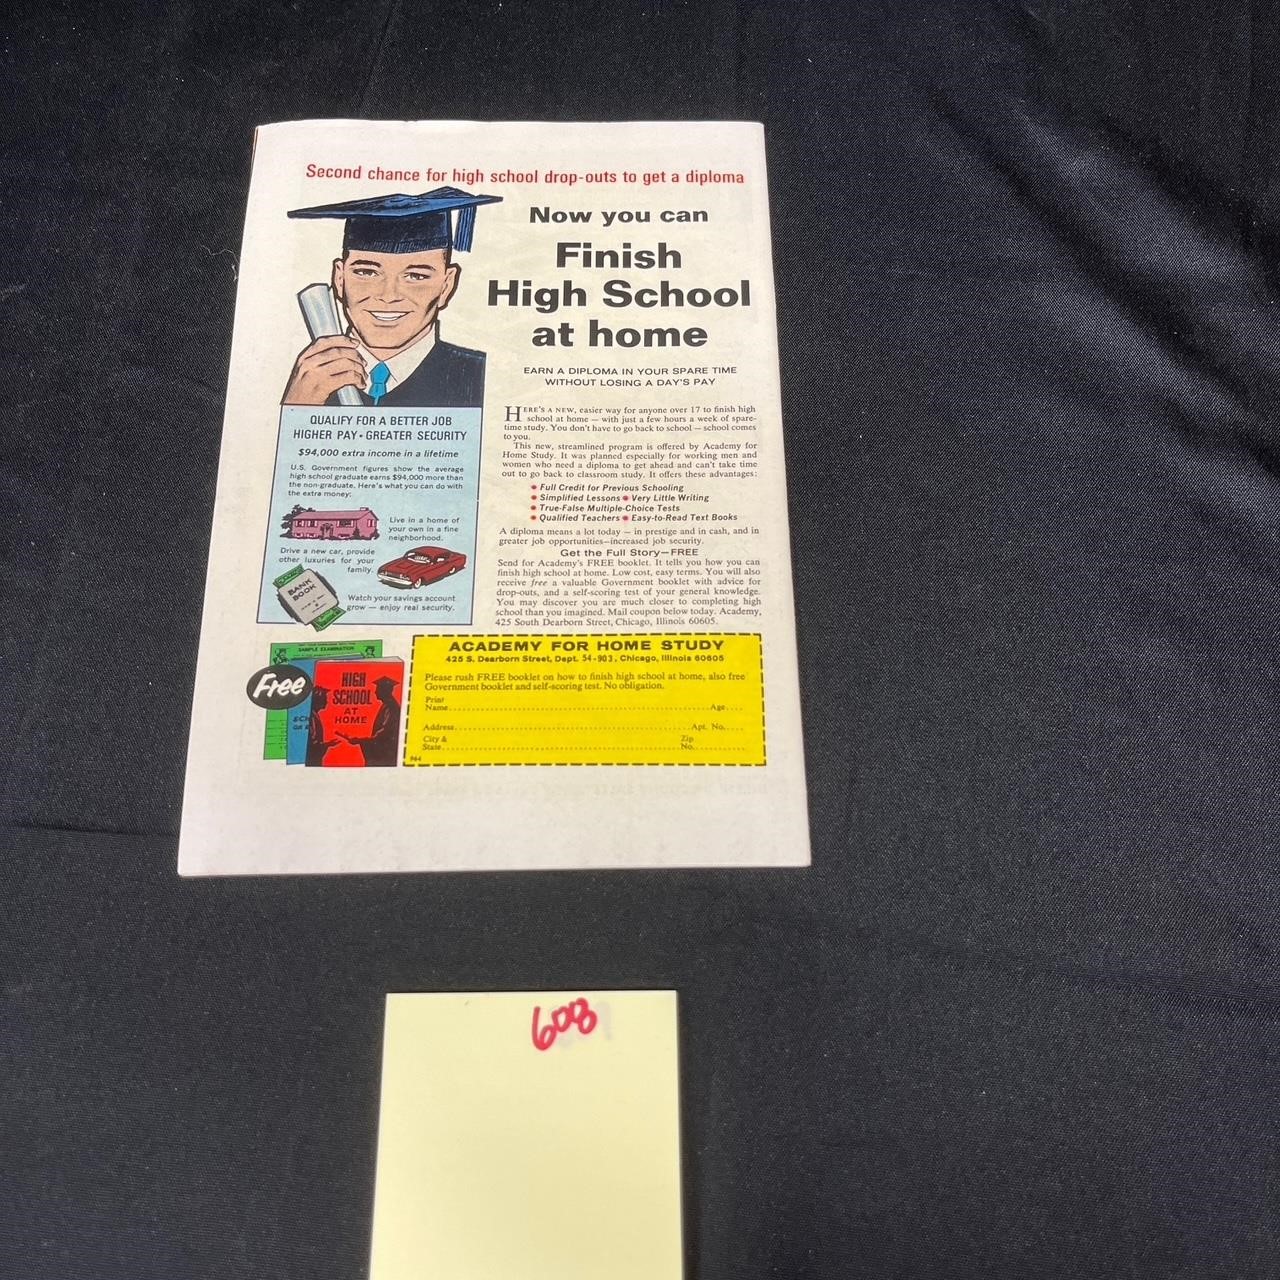 Second chance for high school drop-outs to get a diploma
Now you can
Finish
High School
at home
EARN A DIPLOMA IN YOUR SPARE TIME
WITHOUT LOSING A DAY'S PAY
QUALIFY FOR A BETTER JOB
HIGHER PAY • GREATER SECURITY
$94,000 extra income in a lifetime
U.S. Government figures show the average
high school graduate earns $94,000 more than
the non-graduate. Here's what you can do with
the extra money:
Live in a home of
your own in a fine
neighborhood.
Drive a new car, provide
other luxuries for your
family.
BANK
BOOK
Watch your savings account
grow — enjoy real security.
HERE'S A NEW, easier way for anyone over 17 to finish high
school at home — with just a few hours a week of spare-
time study. You don't have to go back to school — school comes
to you.
This new, streamlined program is offered by Academy for
Home Study. It was planned especially for working men and
women who need a diploma to get ahead and can't take time
out to go back to classroom study. It offers these advantages:
• Full Credit for Previous Schooling
• Simplified Lessons • Very Little Writing
• True-False Multiple-Choice Tests
• Qualified Teachers • Easy-to-Read Text Books
A diploma means a lot today — in prestige and in cash, and in
greater job opportunities—increased job security.
Get the Full Story—FREE
Send for Academy's FREE booklet. It tells you how you can
finish high school at home. Low cost, easy terms. You will also
receive free a valuable Government booklet with advice for
drop-outs, and a self-scoring test of your general knowledge.
You may discover you are much closer to completing high
school than you imagined. Mail coupon below today. Academy,
425 South Dearborn Street, Chicago, Illinois 60605.
SAMPLE EXAMINATION
Free
HIGH
SCHOOL
AT
HOME
ACADEMY FOR HOME STUDY
425 S. Dearborn Street, Dept. 54-903, Chicago, Illinois 60605
Please rush FREE booklet on how to finish high school at home, also free
Government booklet and self-scoring test. No obligation.
Print
Name Age
Address Apt. No.
City & Zip
State No.
964
608